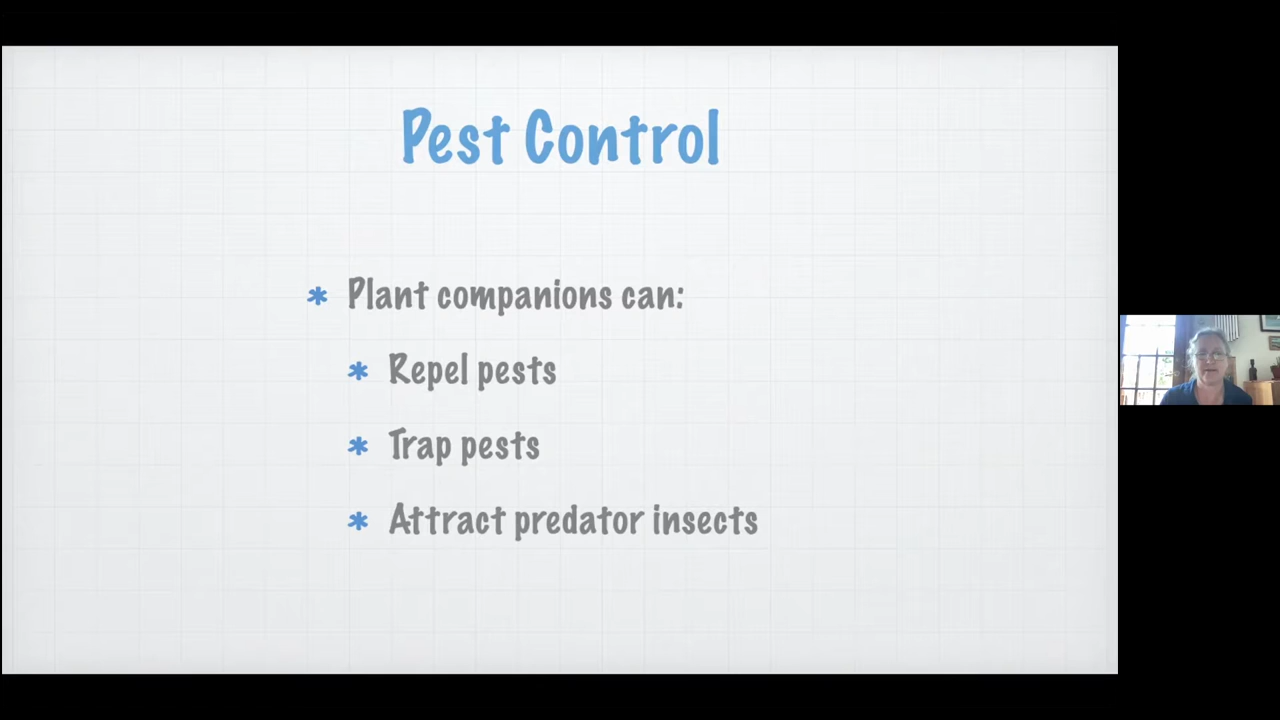 Pest Control
* Plant companions can:
* Repel pests
* Trap pests
* Attract predator insects